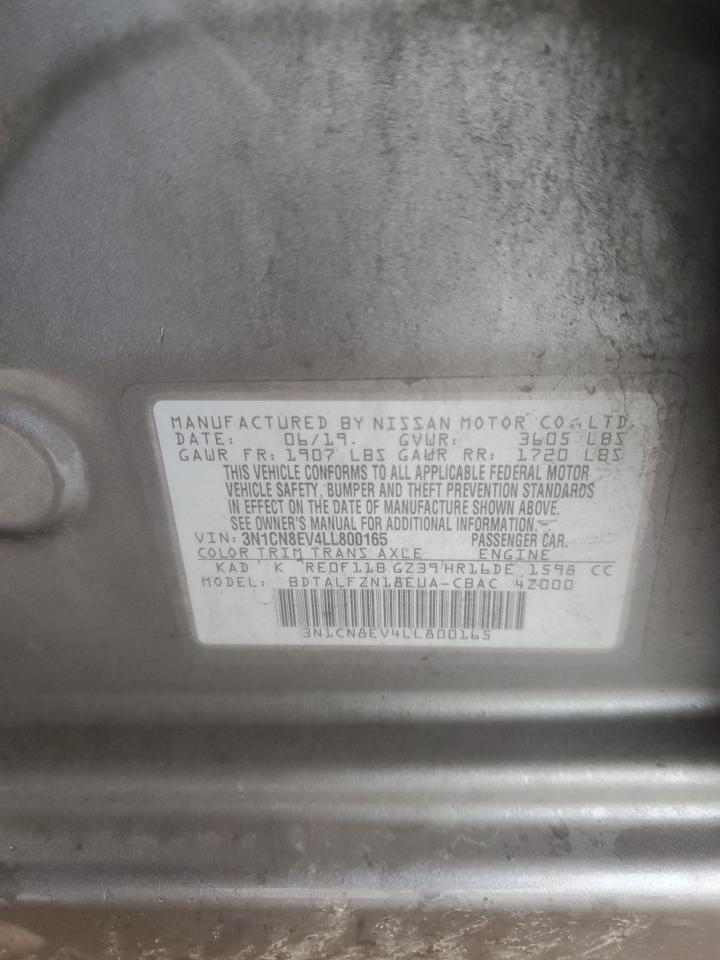 MANUFACTURED BY NISSAN MOTOR CO., LTD.
DATE: 06/19. GVWR: 3605 LBS
GAWR FR: 1907 LBS GAWR RR: 1720 LBS
THIS VEHICLE CONFORMS TO ALL APPLICABLE FEDERAL MOTOR
VEHICLE SAFETY, BUMPER AND THEFT PREVENTION STANDARDS
IN EFFECT ON THE DATE OF MANUFACTURE SHOWN ABOVE.
SEE OWNER'S MANUAL FOR ADDITIONAL INFORMATION.
VIN: 3N1CN8EV4LL800165 PASSENGER CAR.
COLOR TRIM TRANS AXLE ENGINE
KAD K RE0F11B GZ39 HR16DE 1598 CC
MODEL: BDTALFZN18EUA-CBAC 4Z000
3N1CN8EV4LL800165